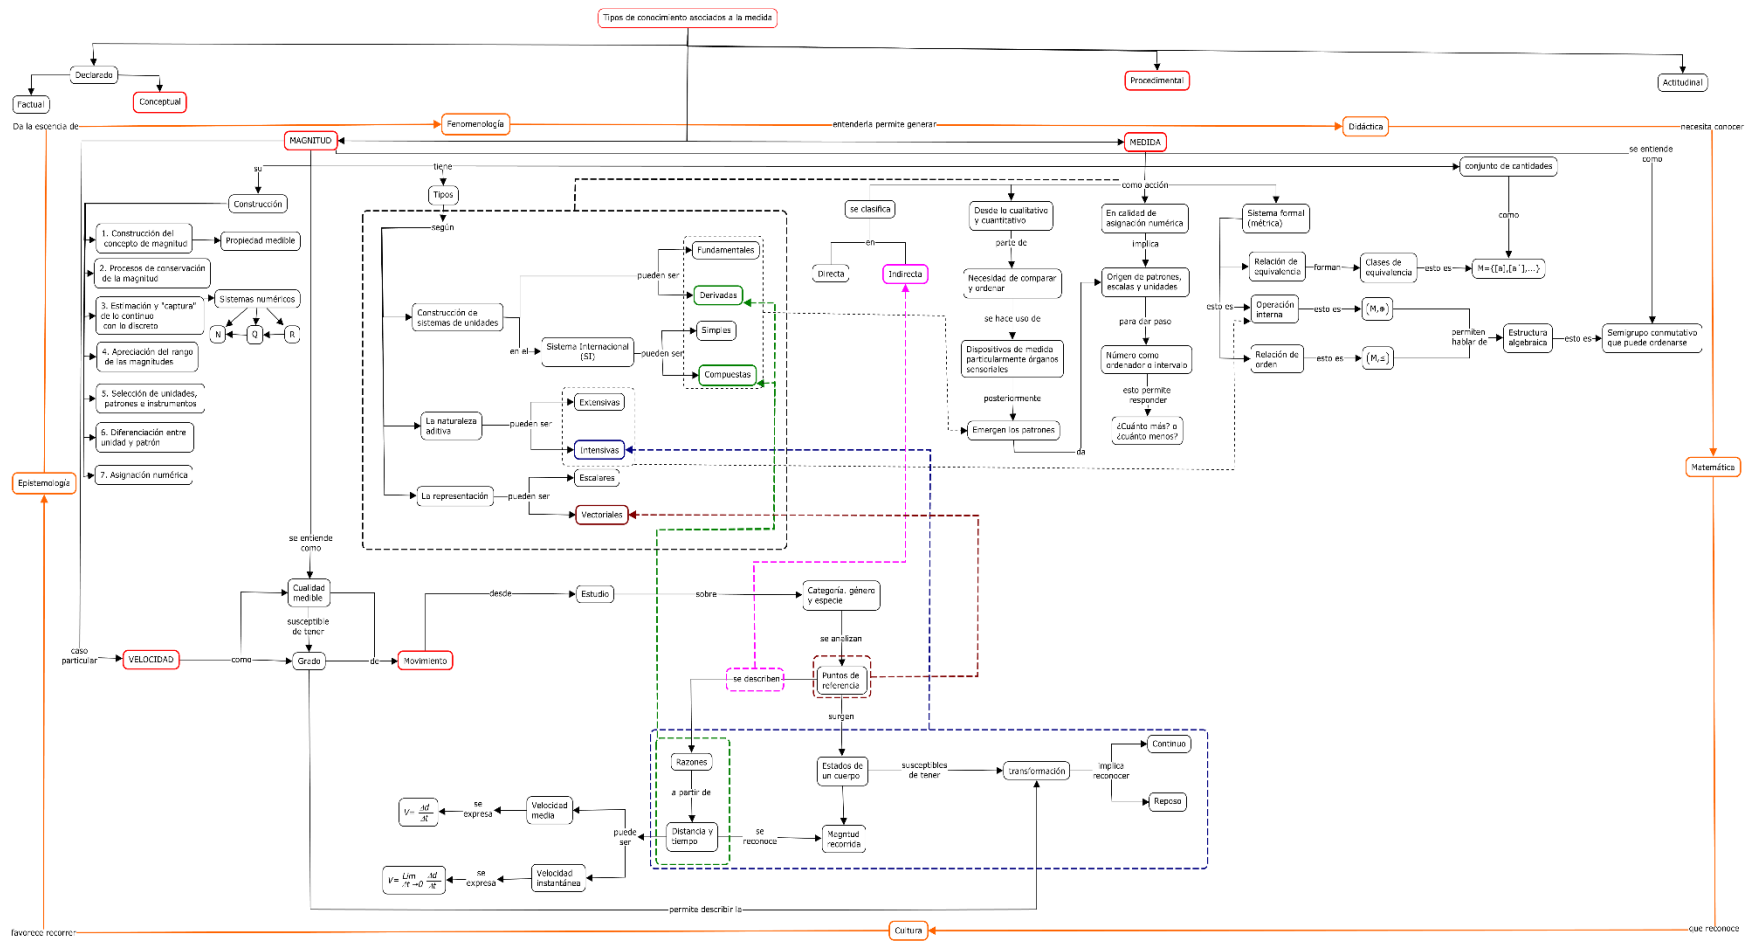 Tipos de conocimiento asociados a la medida
Declarado
Procedimental
Actitudinal
Factual
Conceptual
Da la escencia de
Fenomenología
entenderla permite generar
Didáctica
necesita conocer
MAGNITUD
MEDIDA
se entiende
como
su
tiene
conjunto de cantidades
Construcción
Tipos
según
como acción
se clasifica
en
Directa
Indirecta
Desde lo cualitativo
y cuantitativo
parte de
Necesidad de comparar
y ordenar
se hace uso de
Dispositivos de medida
particularmente órganos
sensoriales
posteriormente
Emergen los patrones
da
En calidad de
asignación numérica
implica
Origen de patrones,
escalas y unidades
para dar paso
Número como
ordenador o intervalo
esto permite
responder
¿Cuánto más? o
¿cuánto menos?
Sistema formal
(métrica)
esto es
Relación de
equivalencia
forman
Clases de
equivalencia
esto es
M={[a],[a´],...}
como
Operación
interna
esto es
(M,⊕)
Relación de
orden
esto es
(M,≤)
permiten
hablar de
Estructura
algebraica
esto es
Semigrupo conmutativo
que puede ordenarse
1. Construcción del
concepto de magnitud
Propiedad medible
2. Procesos de conservación
de la magnitud
3. Estimación y "captura"
de lo continuo
con lo discreto
Sistemas numéricos
N
Q
R
4. Apreciación del rango
de las magnitudes
5. Selección de unidades,
patrones e instrumentos
6. Diferenciación entre
unidad y patrón
7. Asignación numérica
Construcción de
sistemas de unidades
pueden ser
Fundamentales
Derivadas
en el
Sistema Internacional
(SI)
pueden ser
Simples
Compuestas
La naturaleza
aditiva
pueden ser
Extensivas
Intensivas
La representación
pueden ser
Escalares
Vectoriales
Epistemología
Matemática
se entiende
como
Cualidad
medible
susceptible
de tener
Grado
caso
particular
VELOCIDAD
como
de
Movimiento
desde
Estudio
sobre
Categoría, género
y especie
se analizan
Puntos de
referencia
se describen
surgen
Razones
a partir de
Distancia y
tiempo
se
reconoce
Magntud
recorrida
Estados de
un cuerpo
susceptibles
de tener
transformación
implica
reconocer
Continuo
Reposo
puede
ser
Velocidad
media
se
expresa
V= Δd/Δt
Velocidad
instantánea
se
expresa
V= Lim Δt→0 Δd/Δt
permite describir la
favorece recorrer
Cultura
que reconoce